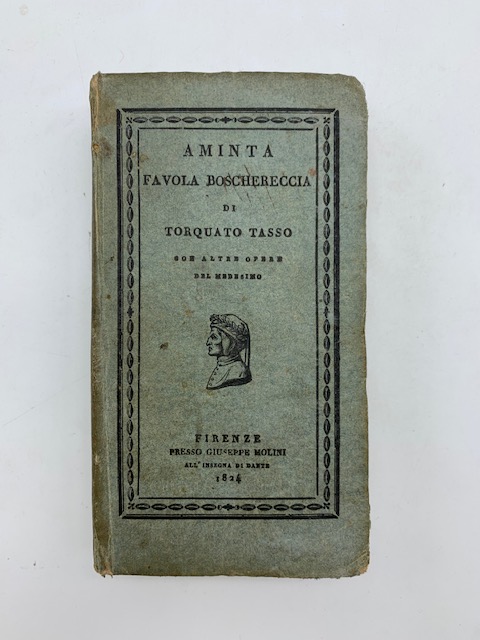 AMINTA
FAVOLA BOSCHERECCIA
DI
TORQUATO TASSO
CON ALTRE OPERE
DEL MEDESIMO
FIRENZE
PRESSO GIUSEPPE MOLINI
ALL' INSEGNA DI DANTE
1824